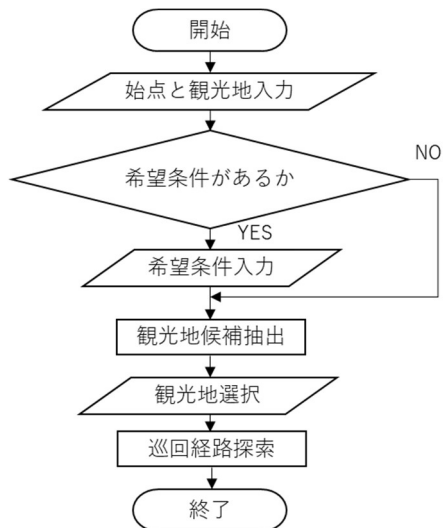 開始
始点と観光地入力
希望条件があるか
NO
YES
希望条件入力
観光地候補抽出
観光地選択
巡回経路探索
終了